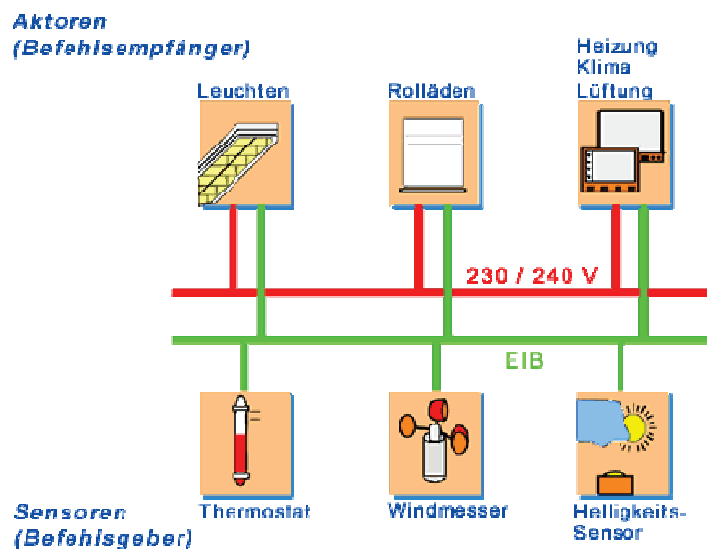 Aktoren
(Befehlsempfänger)
Heizung
Klima
Leuchten Rolläden Lüftung
230 / 240 V
EIB
Thermostat Windmesser Helligkeits-
Sensor
Sensoren
(Befehlsgeber)